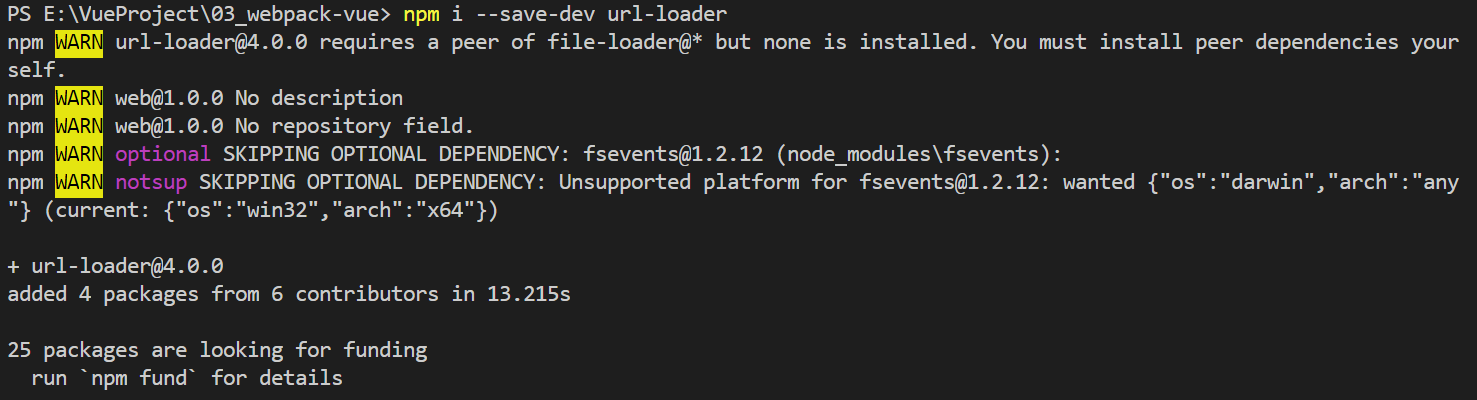 PS E:\VueProject\03_webpack-vue> npm i --save-dev url-loader
npm WARN url-loader@4.0.0 requires a peer of file-loader@* but none is installed. You must install peer dependencies your
self.
npm WARN web@1.0.0 No description
npm WARN web@1.0.0 No repository field.
npm WARN optional SKIPPING OPTIONAL DEPENDENCY: fsevents@1.2.12 (node_modules\fsevents):
npm WARN notsup SKIPPING OPTIONAL DEPENDENCY: Unsupported platform for fsevents@1.2.12: wanted {"os":"darwin","arch":"any
"} (current: {"os":"win32","arch":"x64"})
+ url-loader@4.0.0
added 4 packages from 6 contributors in 13.215s
25 packages are looking for funding
  run `npm fund` for details